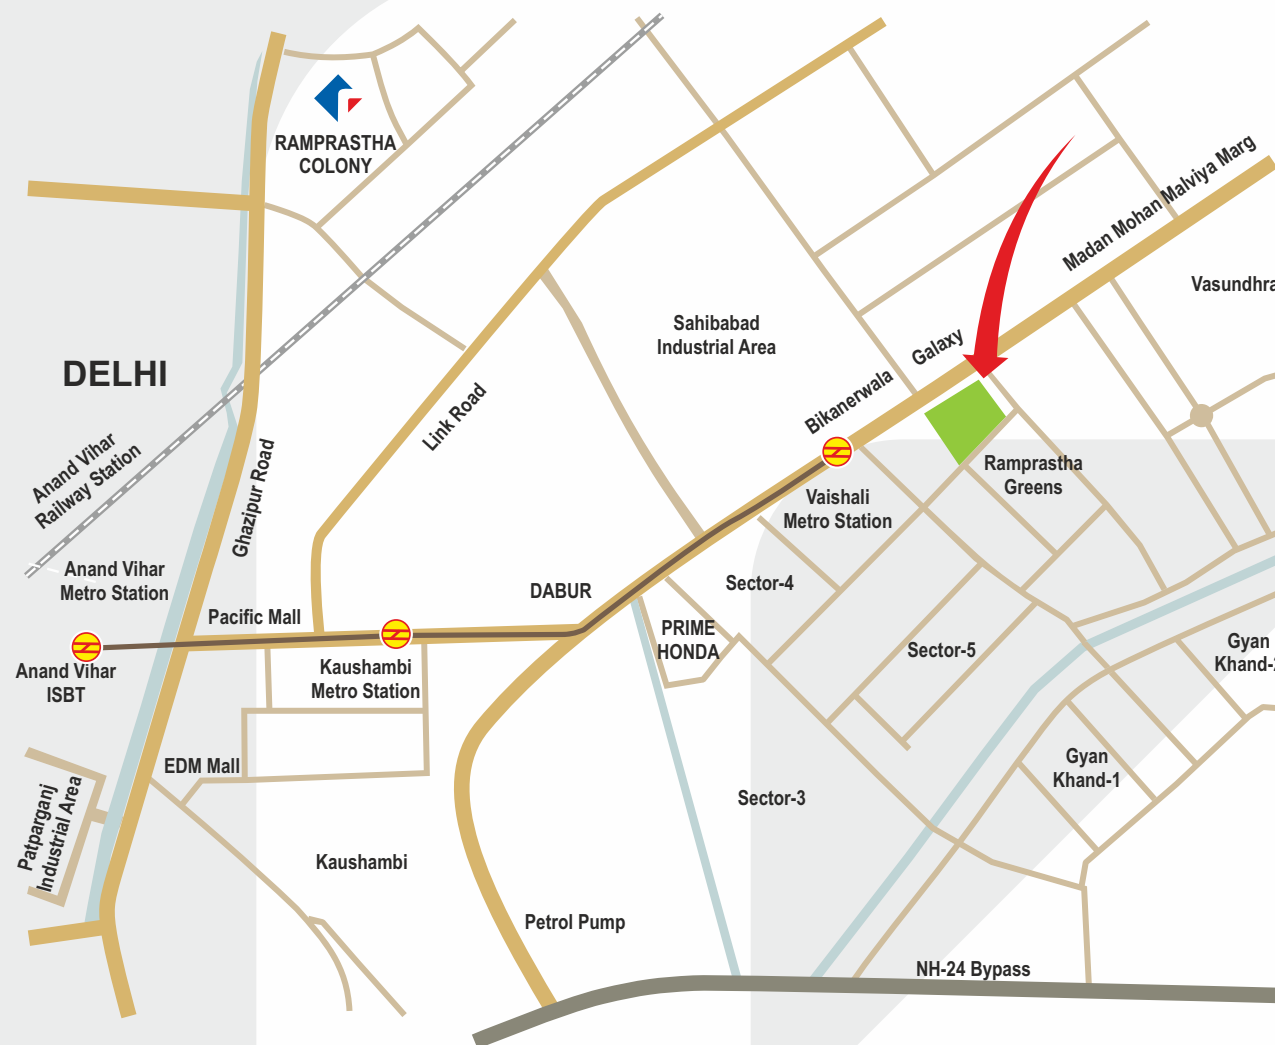 RAMPRASTHA
COLONY
Madan Mohan Malviya Marg
Vasundhra
Sahibabad
Industrial Area
Galaxy
DELHI
Bikanerwala
Link Road
Anand Vihar
Railway Station
Ghazipur Road
Ramprastha
Greens
Vaishali
Metro Station
Anand Vihar
Metro Station
Sector-4
DABUR
Pacific Mall
PRIME
HONDA
Sector-5
Gyan
Khand-2
Anand Vihar
ISBT
Kaushambi
Metro Station
EDM Mall
Gyan
Khand-1
Sector-3
Patparganj
Industrial Area
Kaushambi
Petrol Pump
NH-24 Bypass